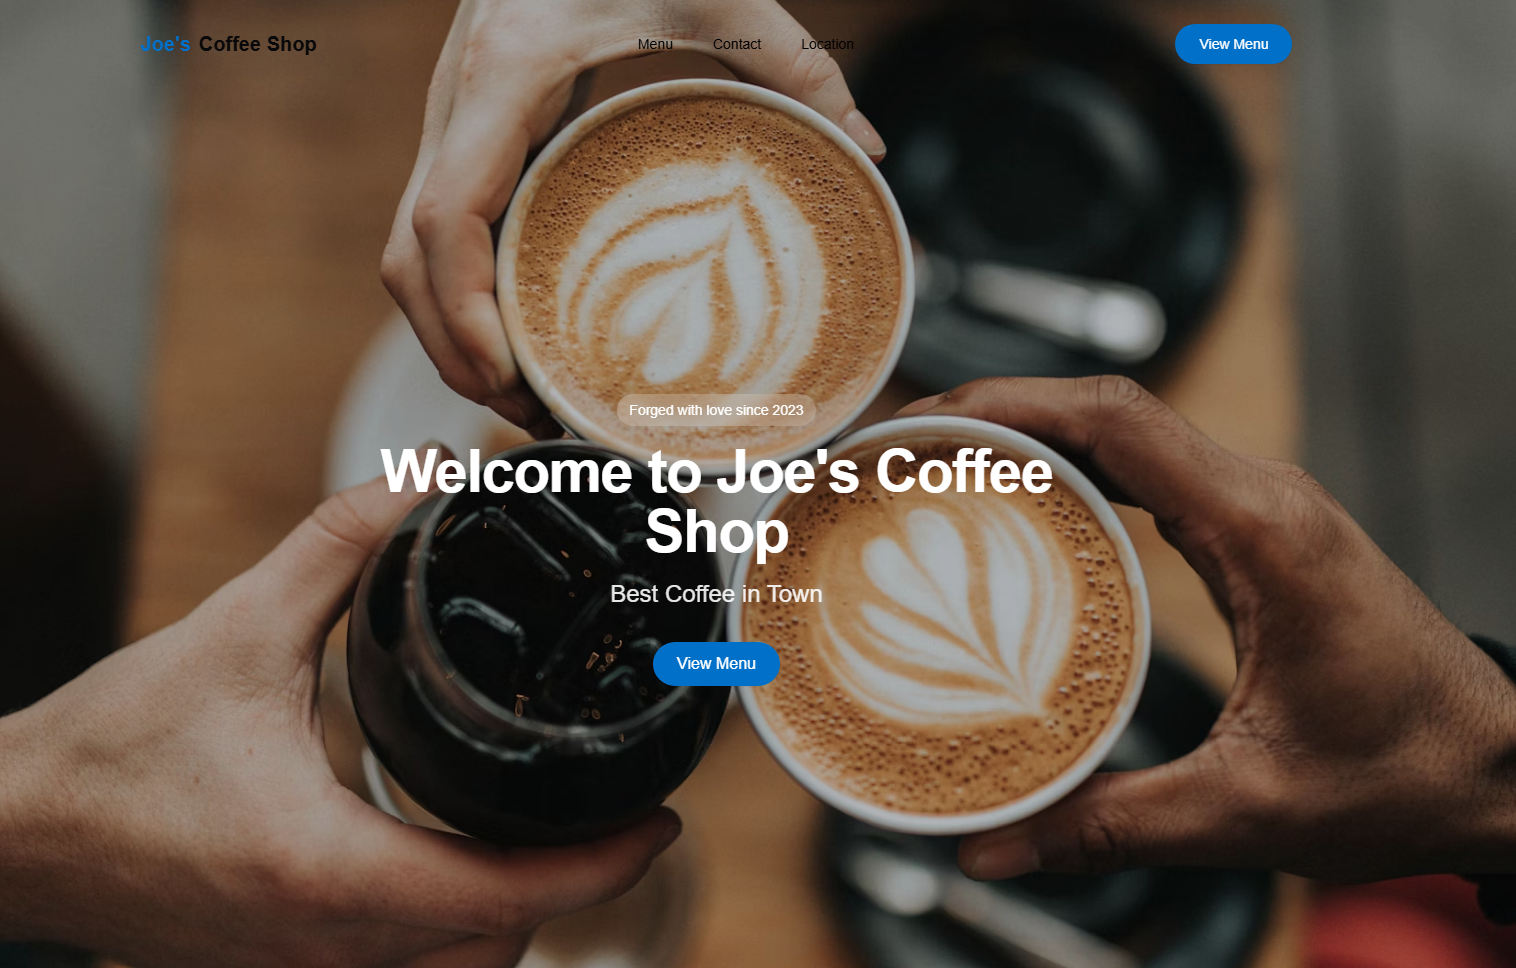 Joe's Coffee Shop
Menu
Contact
Location
View Menu
Forged with love since 2023
Welcome to Joe's Coffee
Shop
Best Coffee in Town
View Menu